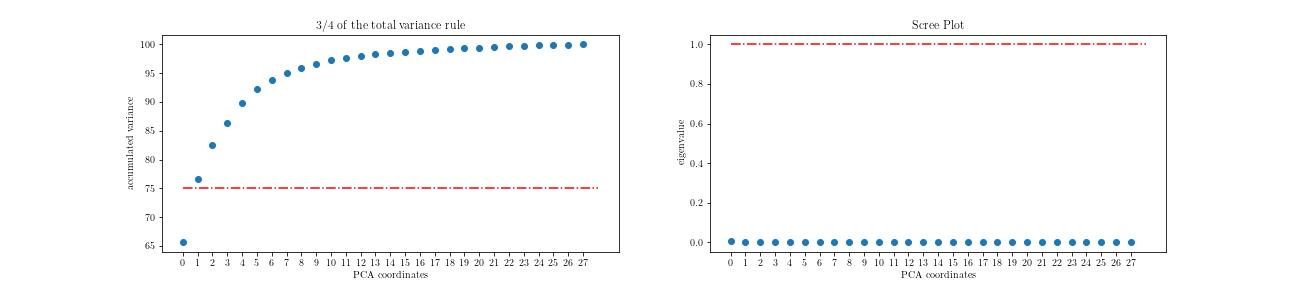 3/4 of the total variance rule
accumulated variance
100
95
90
85
80
75
70
65
0 1 2 3 4 5 6 7 8 9 10 11 12 13 14 15 16 17 18 19 20 21 22 23 24 25 26 27
PCA coordinates
Scree Plot
eigenvalue
1.0
0.8
0.6
0.4
0.2
0.0
0 1 2 3 4 5 6 7 8 9 10 11 12 13 14 15 16 17 18 19 20 21 22 23 24 25 26 27
PCA coordinates